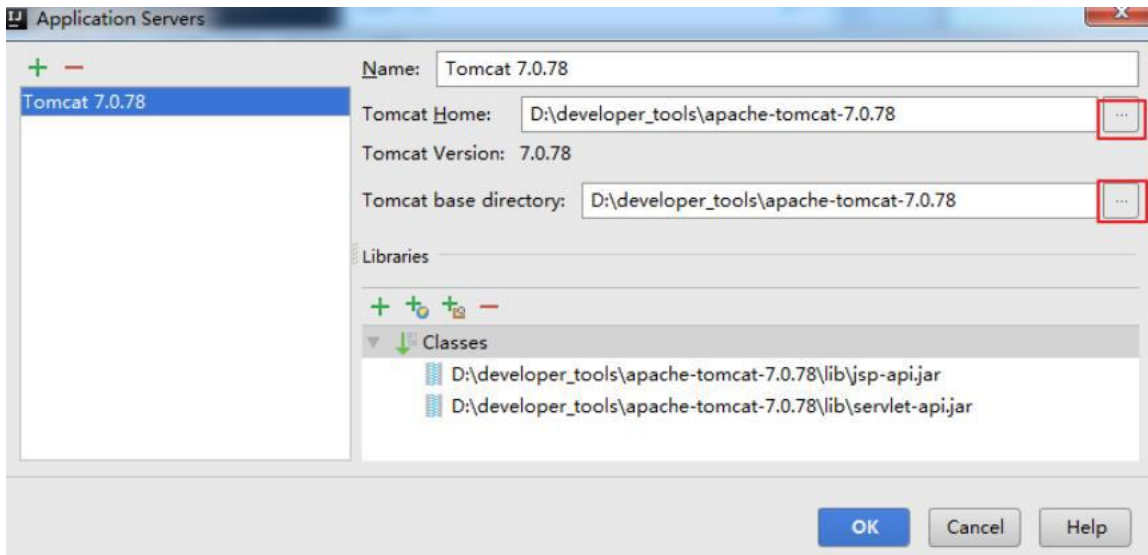 Application Servers
Tomcat 7.0.78
Name: Tomcat 7.0.78
Tomcat Home: D:\developer_tools\apache-tomcat-7.0.78 ...
Tomcat Version: 7.0.78
Tomcat base directory: D:\developer_tools\apache-tomcat-7.0.78 ...
Libraries
Classes
D:\developer_tools\apache-tomcat-7.0.78\lib\jsp-api.jar
D:\developer_tools\apache-tomcat-7.0.78\lib\servlet-api.jar
OK Cancel Help